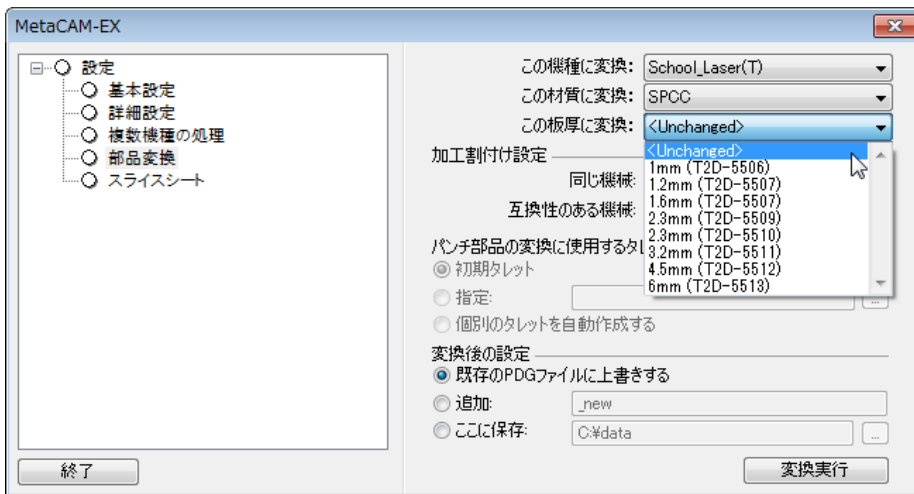 MetaCAM-EX
設定
基本設定
詳細設定
複数機種の処理
部品変換
スライスシート
終了
この機種に変換: School_Laser(T)
この材質に変換: SPCC
この板厚に変換: <Unchanged>
<Unchanged>
1mm (T2D-5506)
1.2mm (T2D-5507)
1.6mm (T2D-5507)
2.3mm (T2D-5509)
2.3mm (T2D-5510)
3.2mm (T2D-5511)
4.5mm (T2D-5512)
6mm (T2D-5513)
加工割付け設定
同じ機械:
互換性のある機械:
パンチ部品の変換に使用するタレ
初期タレット
指定:
...
個別のタレットを自動作成する
変換後の設定
既存のPDGファイルに上書きする
追加: _new
ここに保存: C:¥data ...
変換実行